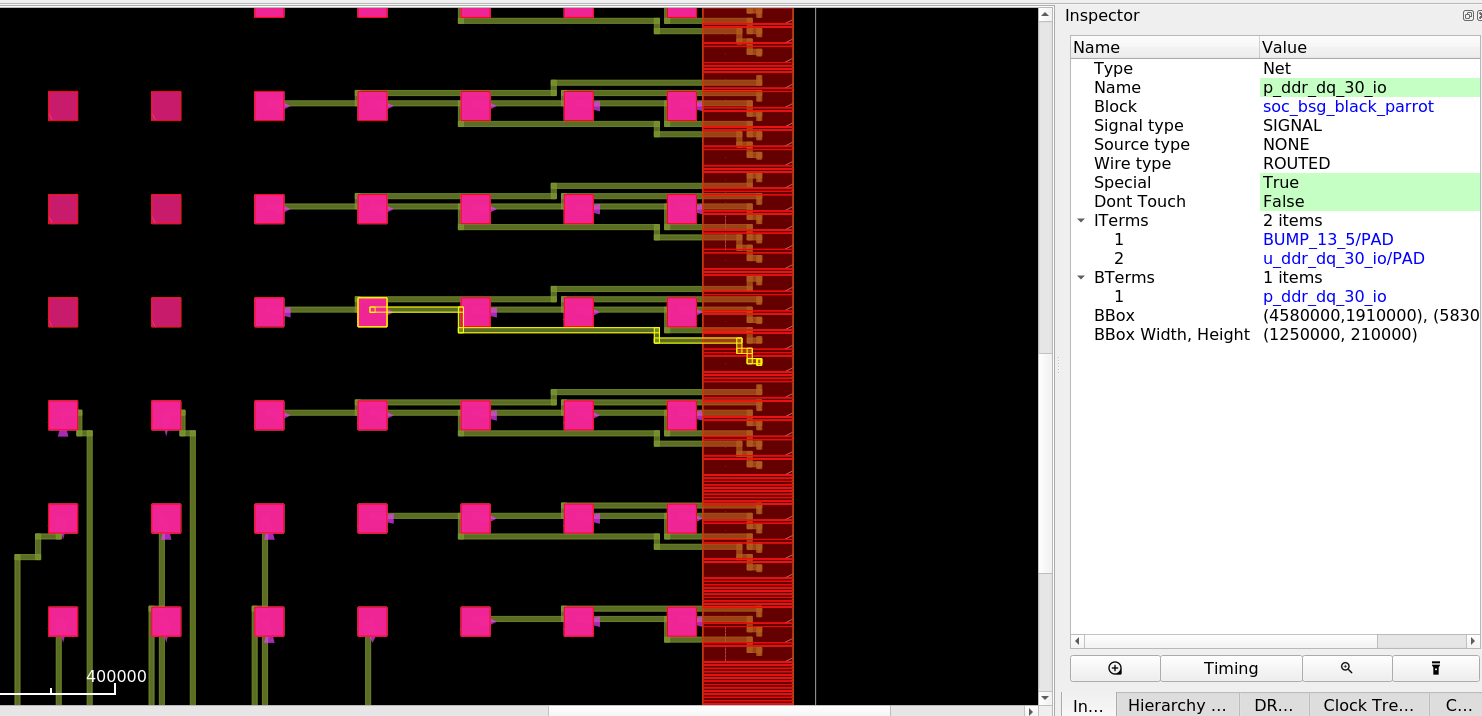 Inspector
Name Value
Type Net
Name p_ddr_dq_30_io
Block soc_bsg_black_parrot
Signal type SIGNAL
Source type NONE
Wire type ROUTED
Special True
Dont Touch False
ITerms 2 items
1 BUMP_13_5/PAD
2 u_ddr_dq_30_io/PAD
BTerms 1 items
1 p_ddr_dq_30_io
BBox (4580000,1910000), (5830
BBox Width, Height (1250000, 210000)
400000
Timing
In... Hierarchy ... DR... Clock Tre... C...